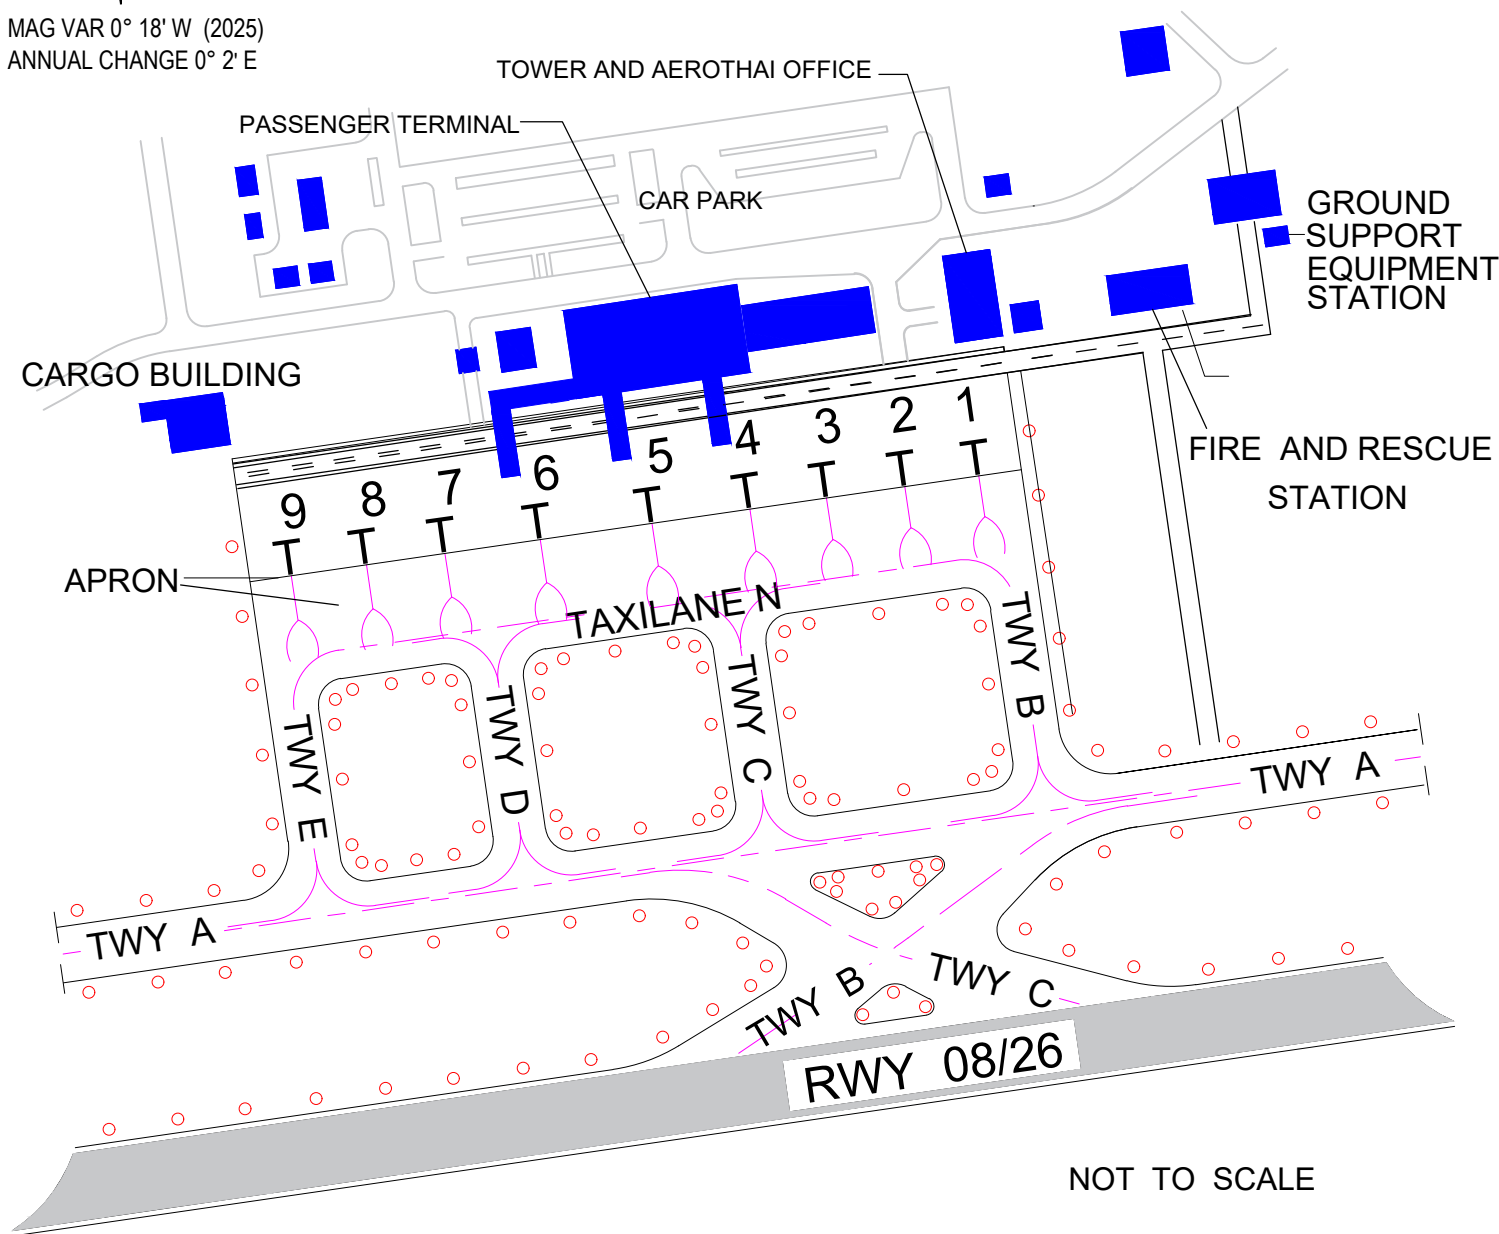 MAG VAR 0° 18' W (2025)
ANNUAL CHANGE 0° 2' E
TOWER AND AEROTHAI OFFICE
PASSENGER TERMINAL
CAR PARK
GROUND
SUPPORT
EQUIPMENT
STATION
CARGO BUILDING
FIRE AND RESCUE
STATION
9 8 7 6 5 4 3 2 1
T T T T T T T T T
APRON
TAXILANE N
TWY E
TWY D
TWY C
TWY B
TWY A
TWY A
TWY B
TWY C
RWY 08/26
NOT TO SCALE